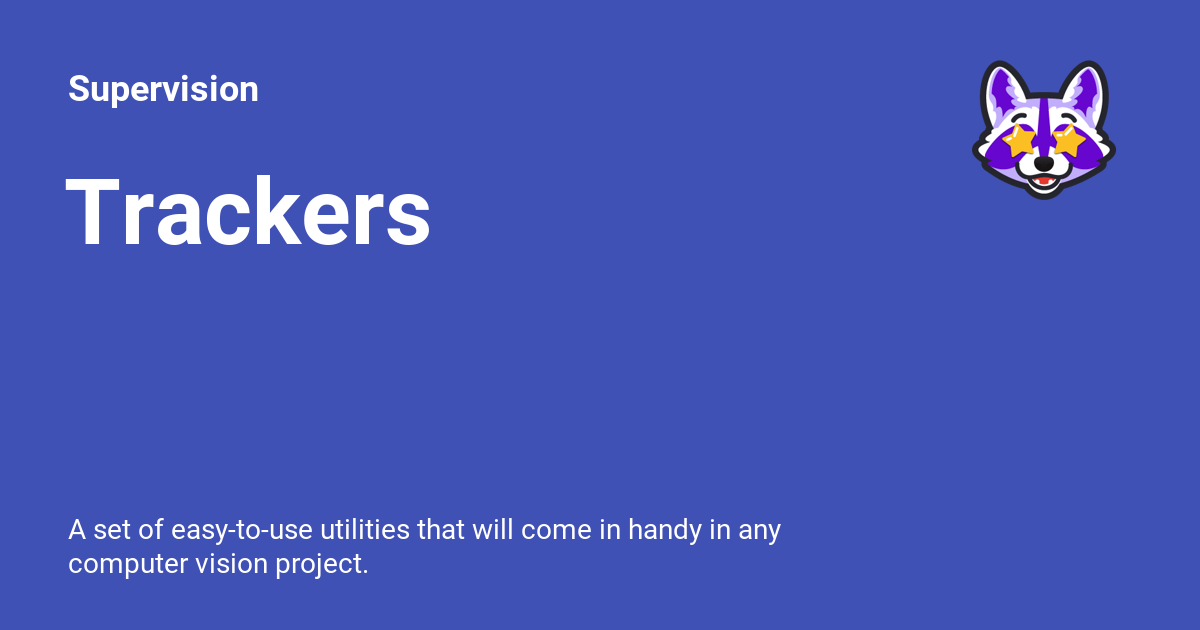 Supervision
Trackers
A set of easy-to-use utilities that will come in handy in any
computer vision project.